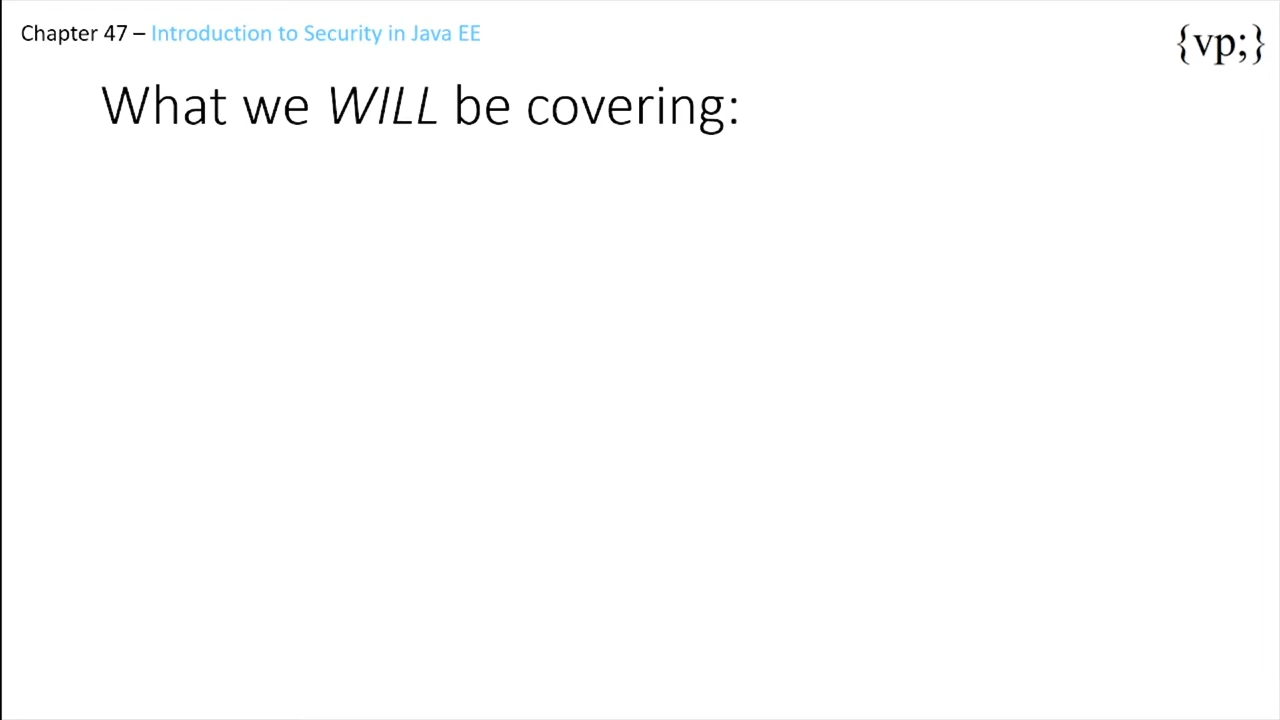 Chapter 47 – Introduction to Security in Java EE
{vp;}
What we WILL be covering: